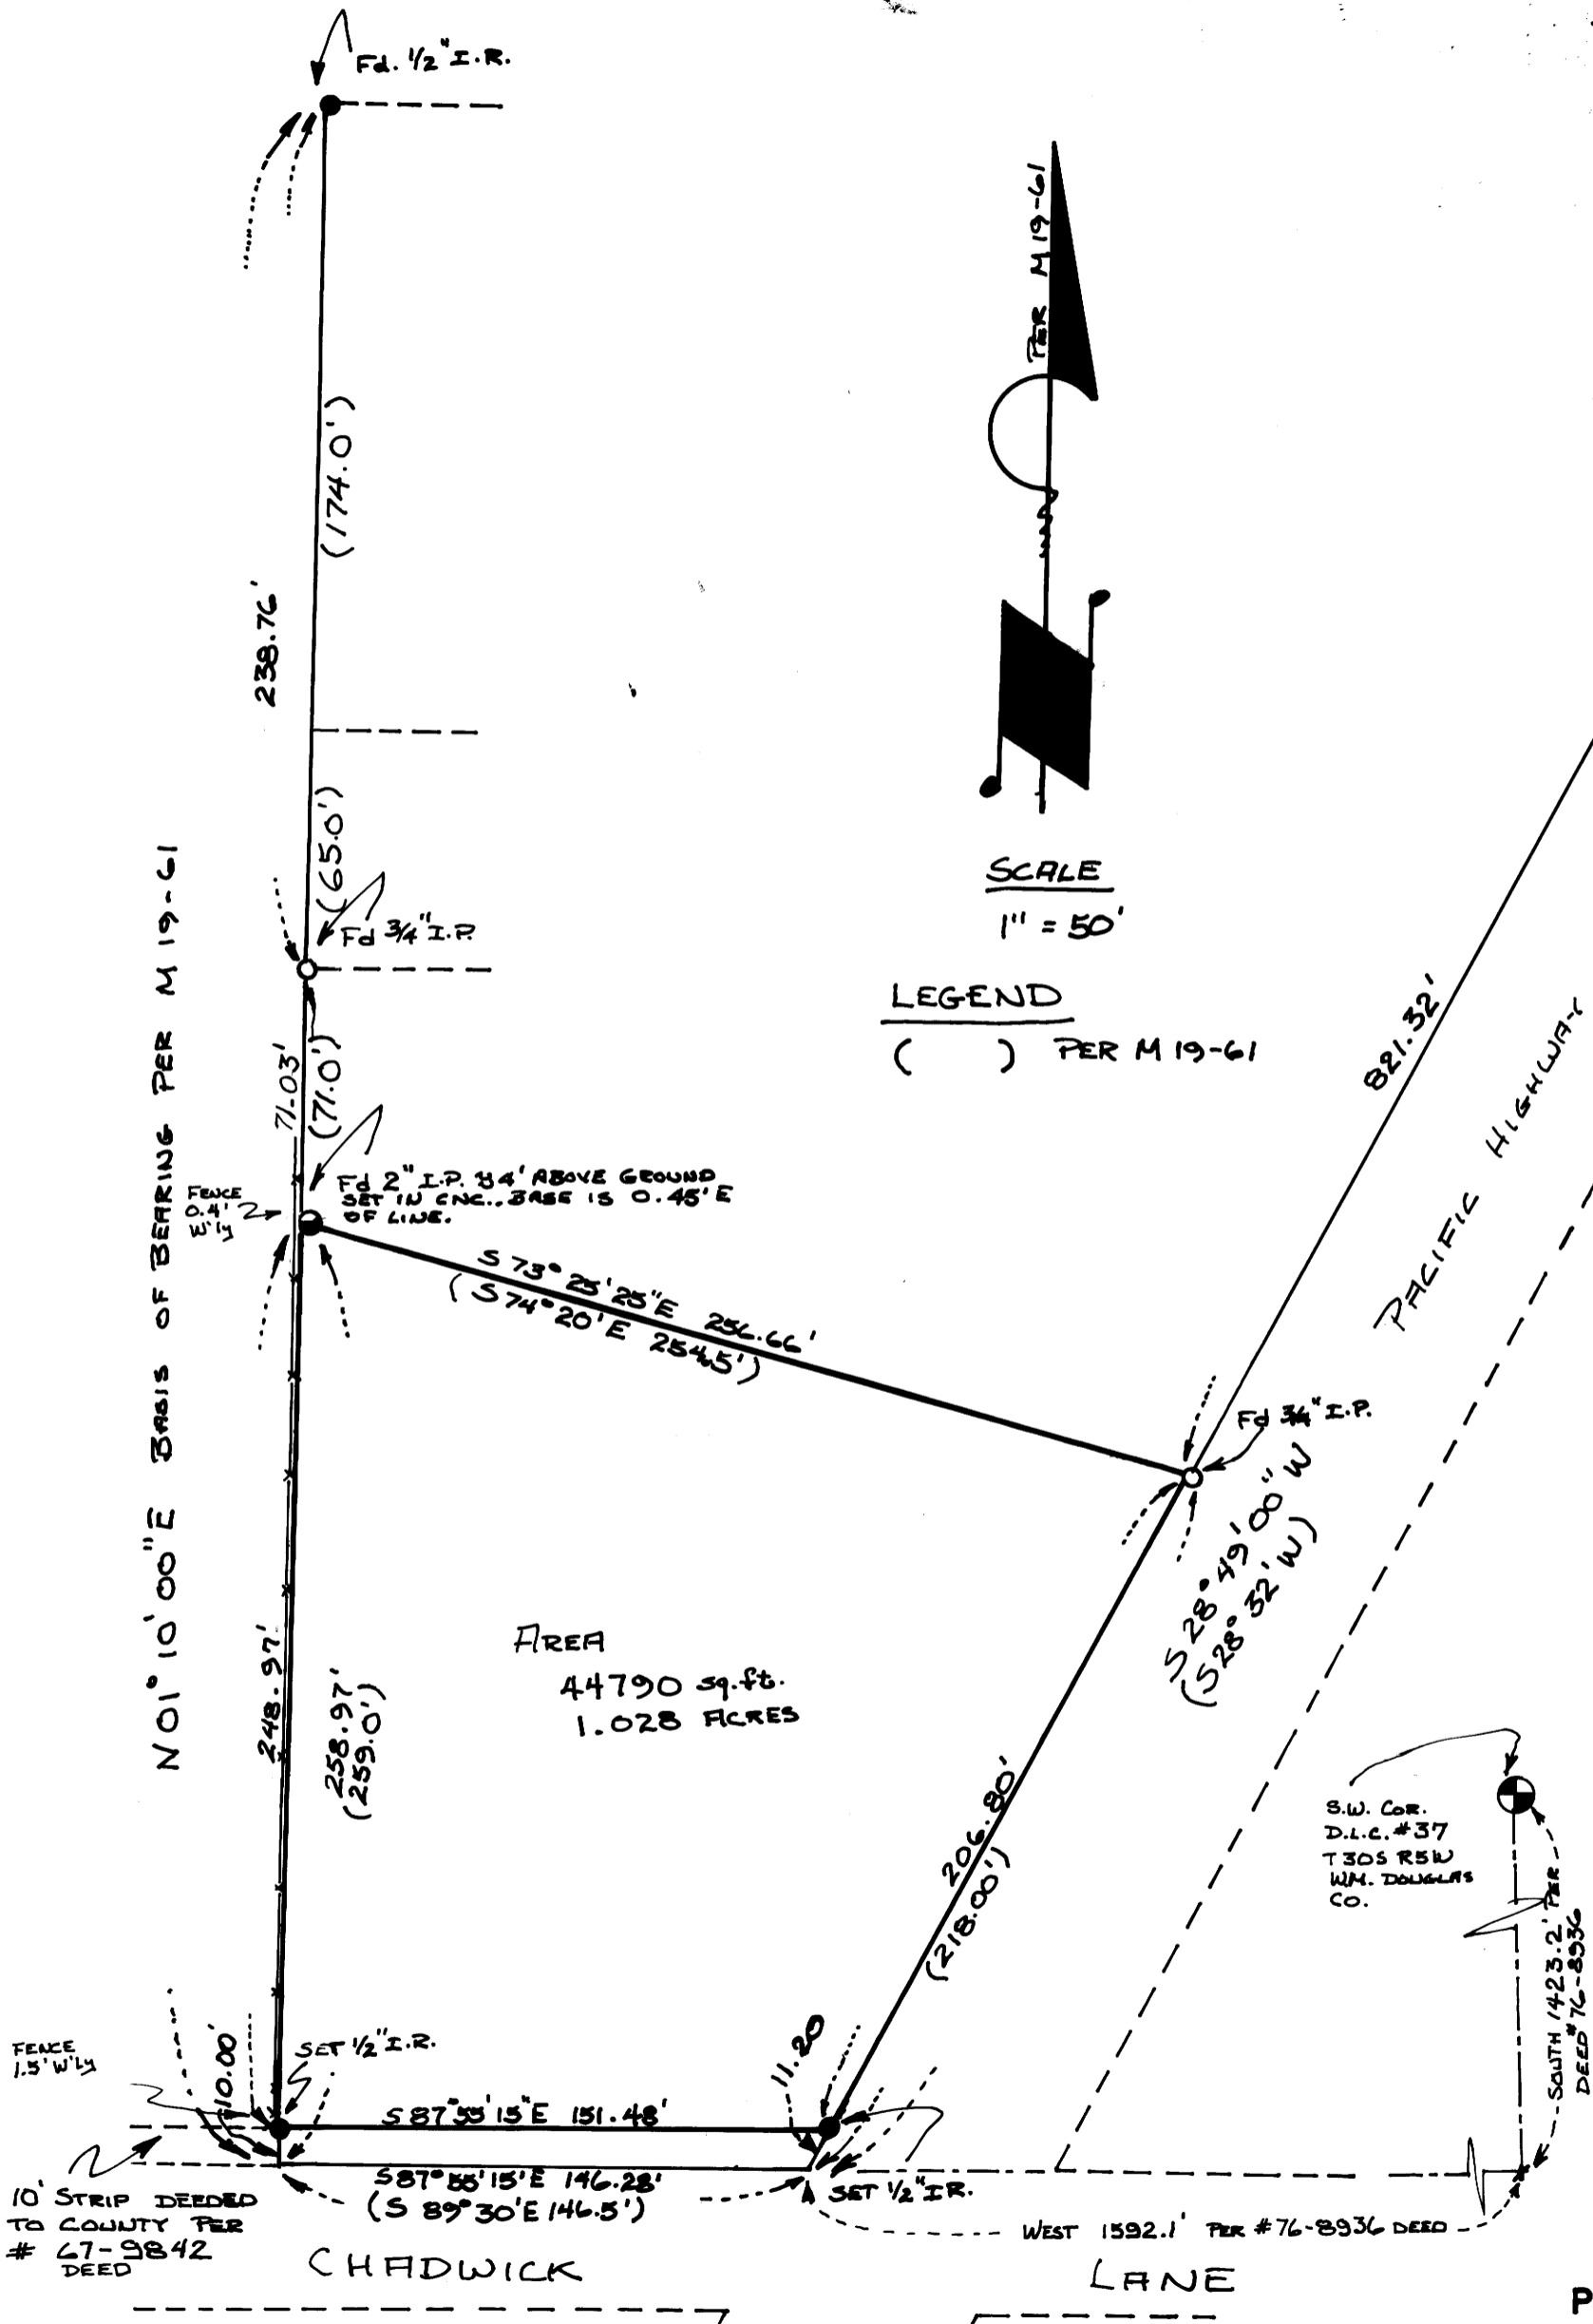 Fd. 1/2" I.R.
PER M 19-61
(174.0')
238.76'
(65.0')
Fd 3/4" I.P.
SCALE
1" = 50'
LEGEND
( ) PER M 19-61
N01°10'00"E BASIS OF BEARING PER M 19-61
71.03'
(71.0')
821.32'
PACIFIC HIGHWAY
FENCE
0.4'
W'ly
Fd 2" I.P. 4' ABOVE GROUND
SET IN CNC.. BASE IS 0.45' E
OF LINE.
S 73° 25' 25" E 256.66'
(S 74° 20' E 254.5')
Fd 3/4" I.P.
S 28° 49' 00" W
(S 28° 32' W)
AREA
44790 sq.ft.
1.028 ACRES
248.97'
258.97'
(259.0')
206.80'
(218.00')
S.W. COR.
D.L.C. #37
T30S R5W
WM. DOUGLAS
CO.
SOUTH 1423.2' PER
DEED #76-8936
FENCE
1.5' W'ly
10.00'
SET 1/2" I.R.
11.20
S 87° 55' 15" E 151.48'
S 87° 55' 15" E 146.28'
(S 89° 30' E 146.5')
SET 1/2" I.R.
10' STRIP DEEDED
TO COUNTY PER
# 67-9842
DEED
WEST 1592.1' PER #76-8936 DEED
CHADWICK LANE
P